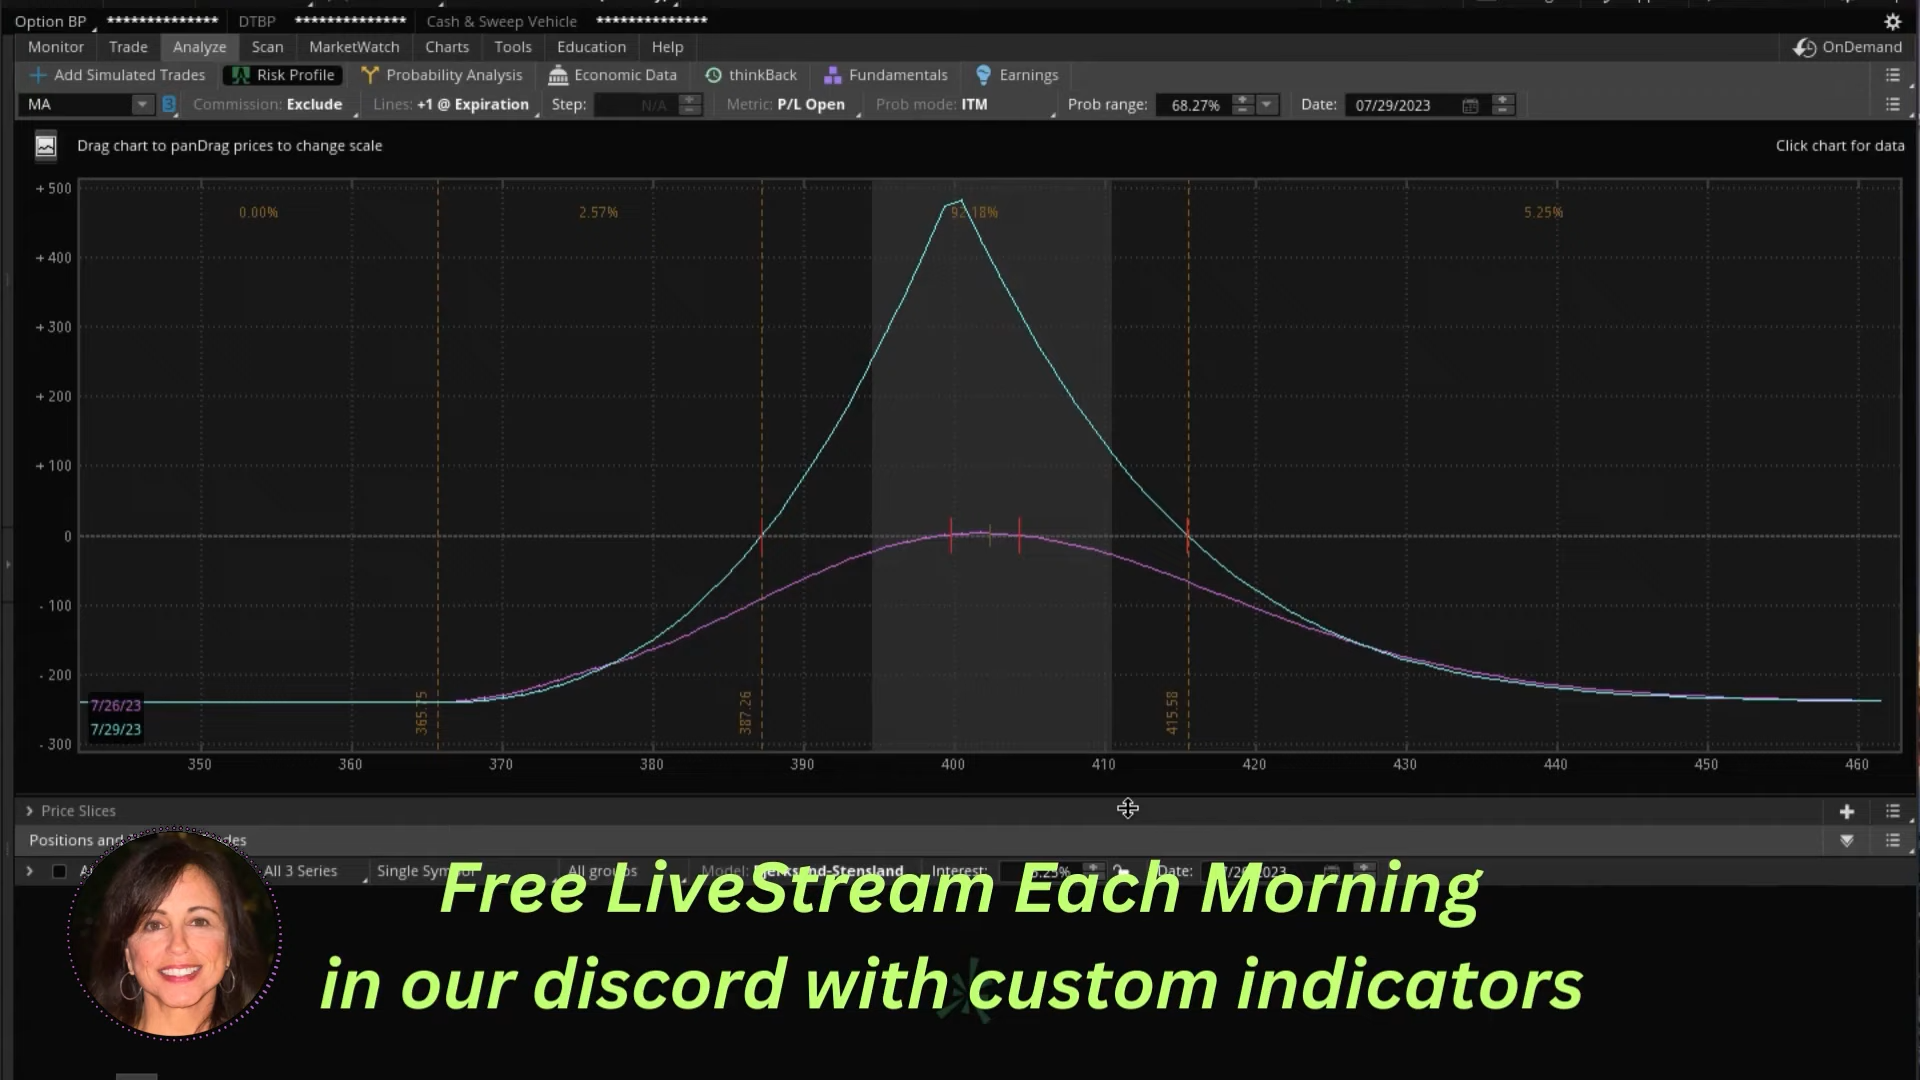 Option BP ************** DTBP ************** Cash & Sweep Vehicle **************
Monitor Trade Analyze Scan MarketWatch Charts Tools Education Help OnDemand
Add Simulated Trades Risk Profile Probability Analysis Economic Data thinkBack Fundamentals Earnings
MA 3 Commission: Exclude Lines: +1 @ Expiration Step: N/A Metric: P/L Open Prob mode: ITM Prob range: 68.27% Date: 07/29/2023
Drag chart to panDrag prices to change scale Click chart for data
+ 500
0.00% 2.57% 92.18% 5.25%
+ 400
+ 300
+ 200
+ 100
0
- 100
- 200
365.75 387.26 415.58
7/26/23
7/29/23
- 300
350 360 370 380 390 400 410 420 430 440 450 460
Price Slices
Positions and
All 3 Series Single Symbol All groups Model: Bjerksund-Stensland Interest: Date:
Free LiveStream Each Morning
in our discord with custom indicators